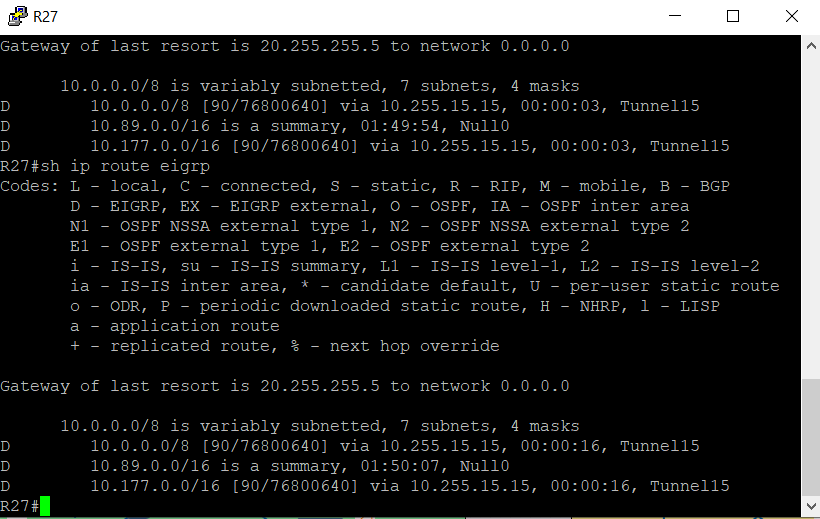 R27
Gateway of last resort is 20.255.255.5 to network 0.0.0.0
10.0.0.0/8 is variably subnetted, 7 subnets, 4 masks
D 10.0.0.0/8 [90/76800640] via 10.255.15.15, 00:00:03, Tunnel15
D 10.89.0.0/16 is a summary, 01:49:54, Null0
D 10.177.0.0/16 [90/76800640] via 10.255.15.15, 00:00:03, Tunnel15
R27#sh ip route eigrp
Codes: L - local, C - connected, S - static, R - RIP, M - mobile, B - BGP
D - EIGRP, EX - EIGRP external, O - OSPF, IA - OSPF inter area
N1 - OSPF NSSA external type 1, N2 - OSPF NSSA external type 2
E1 - OSPF external type 1, E2 - OSPF external type 2
i - IS-IS, su - IS-IS summary, L1 - IS-IS level-1, L2 - IS-IS level-2
ia - IS-IS inter area, * - candidate default, U - per-user static route
o - ODR, P - periodic downloaded static route, H - NHRP, l - LISP
a - application route
+ - replicated route, % - next hop override
Gateway of last resort is 20.255.255.5 to network 0.0.0.0
10.0.0.0/8 is variably subnetted, 7 subnets, 4 masks
D 10.0.0.0/8 [90/76800640] via 10.255.15.15, 00:00:16, Tunnel15
D 10.89.0.0/16 is a summary, 01:50:07, Null0
D 10.177.0.0/16 [90/76800640] via 10.255.15.15, 00:00:16, Tunnel15
R27#